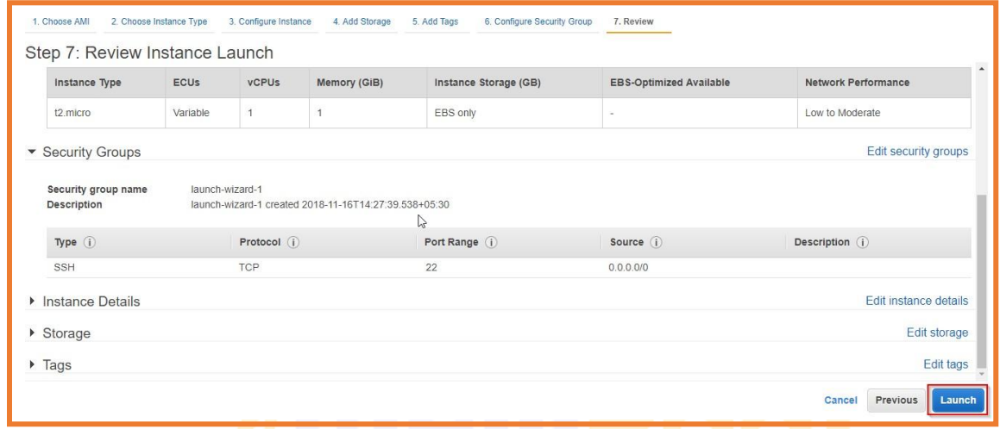 1. Choose AMI 2. Choose Instance Type 3. Configure Instance 4. Add Storage 5. Add Tags 6. Configure Security Group 7. Review
Step 7: Review Instance Launch
Instance Type ECUs vCPUs Memory (GiB) Instance Storage (GB) EBS-Optimized Available Network Performance
t2.micro Variable 1 1 EBS only - Low to Moderate
Security Groups Edit security groups
Security group name launch-wizard-1
Description launch-wizard-1 created 2018-11-16T14:27:39.538+05:30
Type i Protocol i Port Range i Source i Description i
SSH TCP 22 0.0.0.0/0
Instance Details Edit instance details
Storage Edit storage
Tags Edit tags
Cancel Previous Launch